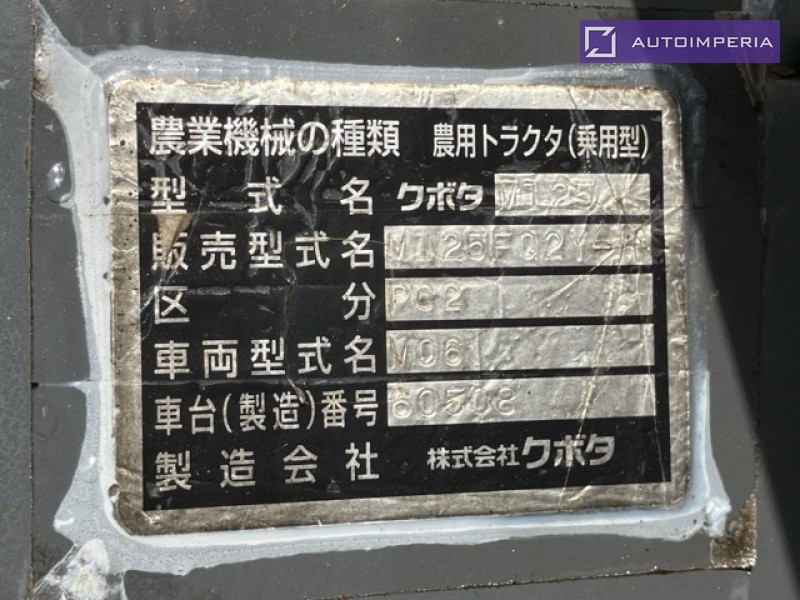 AUTOIMPERIA
農業機械の種類 農用トラクタ(乗用型)
型式名 クボタ M125
販売型式名 M125FQ2Y-H
区分 PC2
車両型式名 M06
車台(製造)番号 60508
製造会社 株式会社クボタ